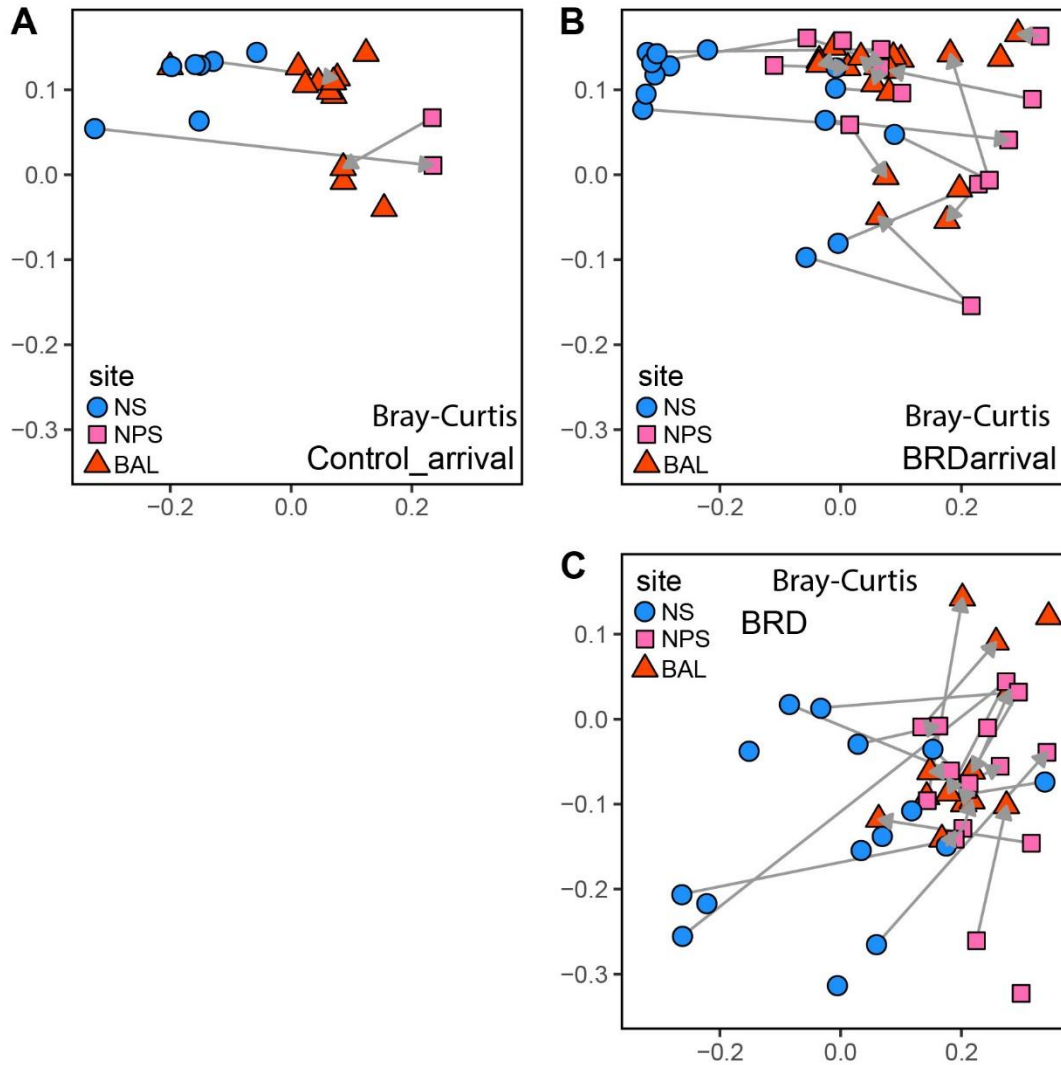 A
0.1
0.0
−0.1
−0.2
−0.3
site
NS
NPS
BAL
Bray-Curtis
Control_arrival
−0.2 0.0 0.2
B
0.1
0.0
−0.1
−0.2
−0.3
site
NS
NPS
BAL
Bray-Curtis
BRDarrival
−0.2 0.0 0.2
C
0.1
0.0
−0.1
−0.2
−0.3
site
NS
NPS
BAL
Bray-Curtis
BRD
−0.2 0.0 0.2